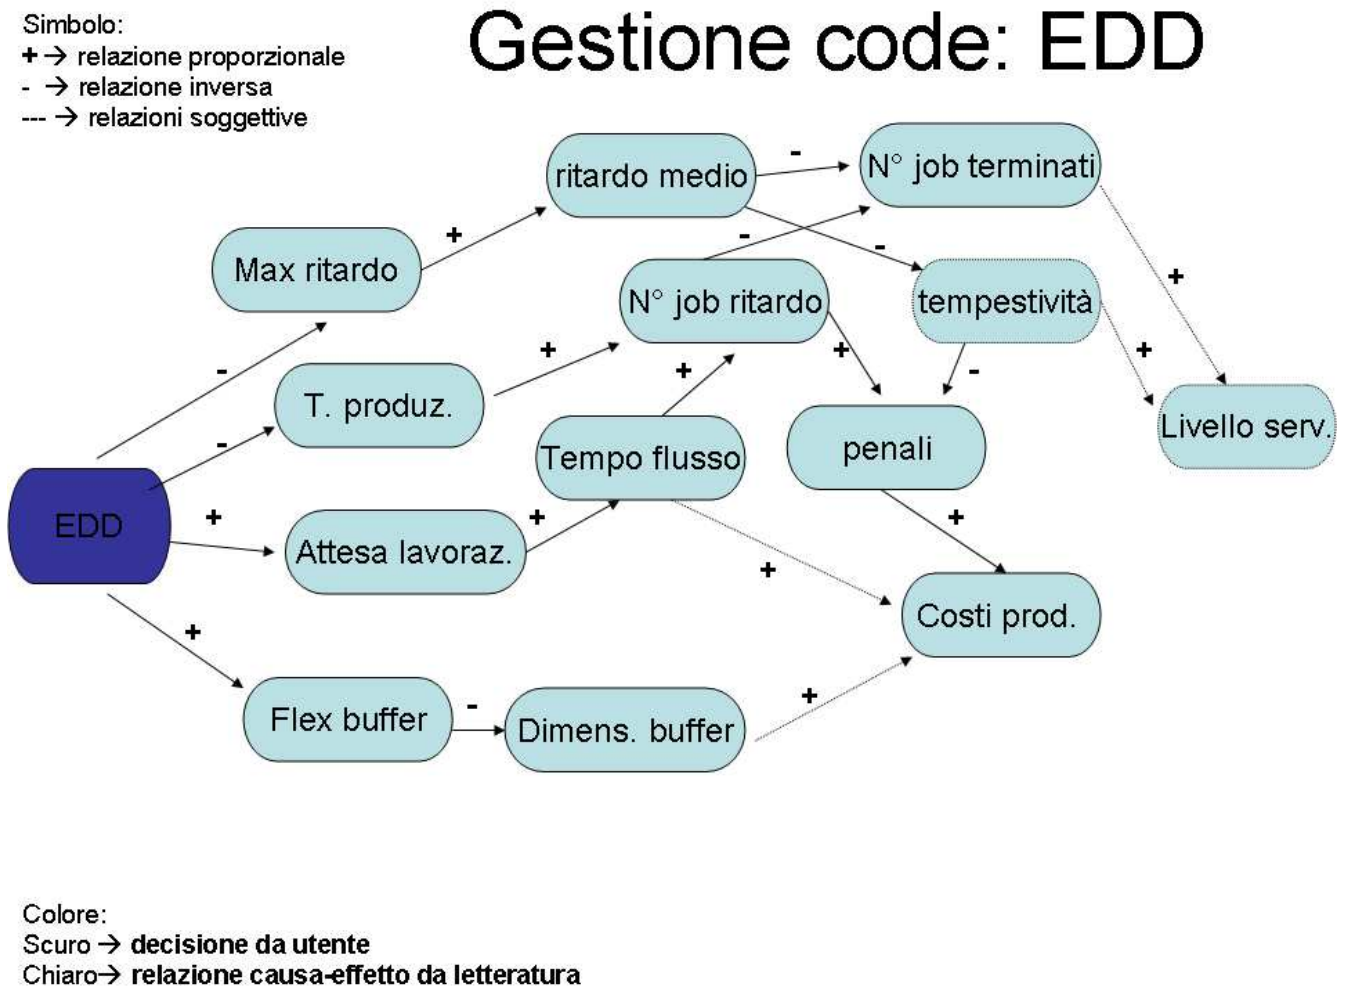 Simbolo:
+ → relazione proporzionale
- → relazione inversa
--- → relazioni soggettive
Gestione code: EDD
ritardo medio
-
N° job terminati
+
-
-
Max ritardo
N° job ritardo
tempestività
+
-
+
+
+
+
-
T. produz.
-
Livello serv.
Tempo flusso
penali
EDD
+
+
+
Attesa lavoraz.
+
Costi prod.
+
Flex buffer
-
Dimens. buffer
+
Colore:
Scuro → decisione da utente
Chiaro→ relazione causa-effetto da letteratura